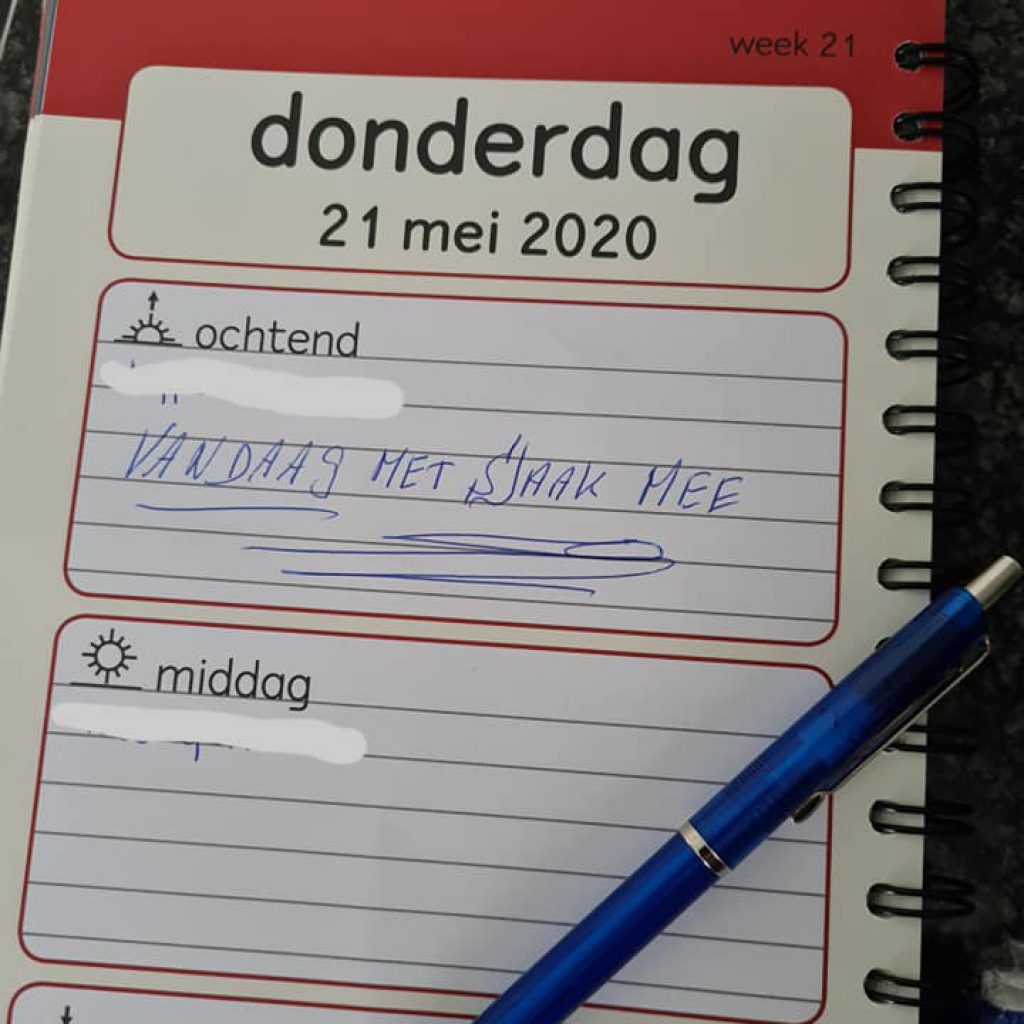 week 21
donderdag
21 mei 2020
ochtend
VANDAAG MET SJAAK MEE
middag